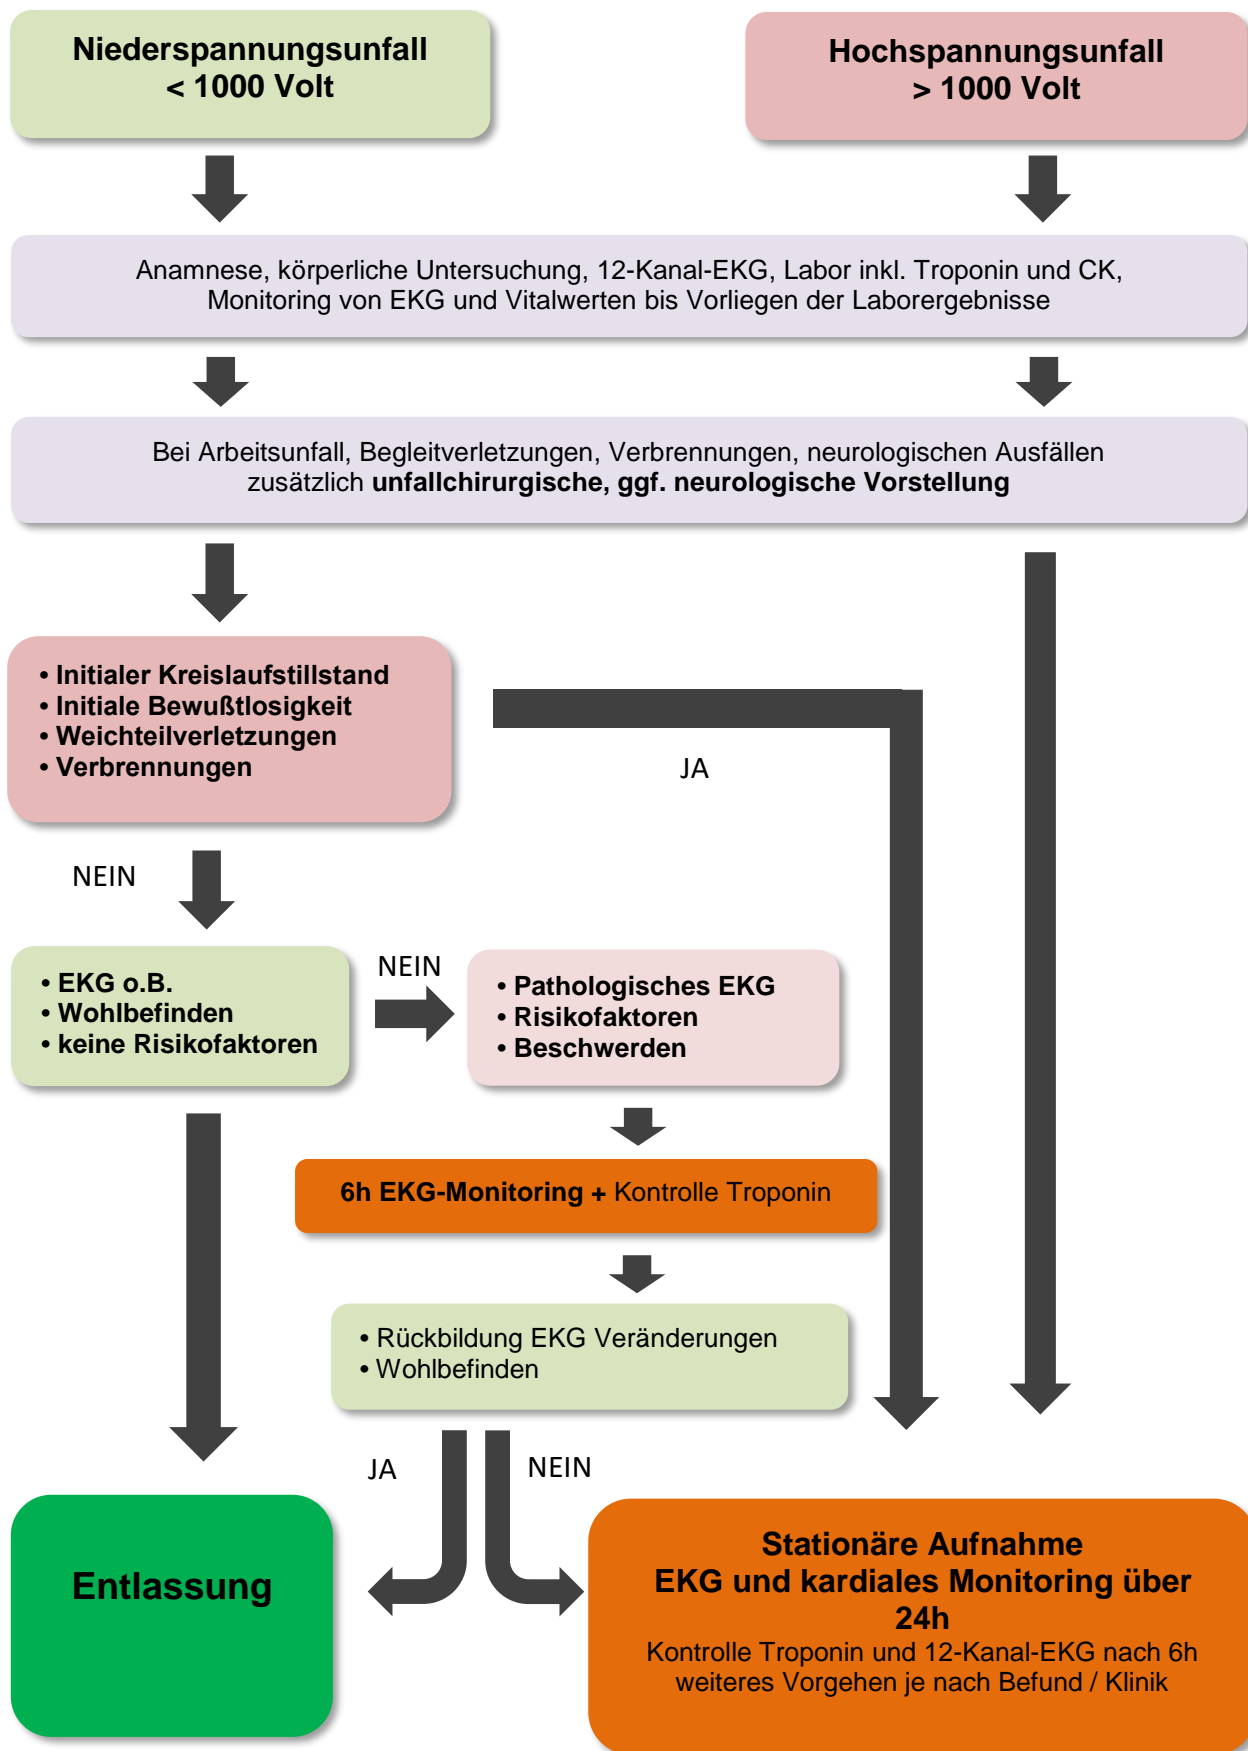 Niederspannungsunfall
< 1000 Volt
Hochspannungsunfall
> 1000 Volt
Anamnese, körperliche Untersuchung, 12-Kanal-EKG, Labor inkl. Troponin und CK,
Monitoring von EKG und Vitalwerten bis Vorliegen der Laborergebnisse
Bei Arbeitsunfall, Begleitverletzungen, Verbrennungen, neurologischen Ausfällen
zusätzlich unfallchirurgische, ggf. neurologische Vorstellung
• Initialer Kreislaufstillstand
• Initiale Bewußtlosigkeit
• Weichteilverletzungen
• Verbrennungen
JA
NEIN
• EKG o.B.
• Wohlbefinden
• keine Risikofaktoren
NEIN
• Pathologisches EKG
• Risikofaktoren
• Beschwerden
6h EKG-Monitoring + Kontrolle Troponin
• Rückbildung EKG Veränderungen
• Wohlbefinden
JA
NEIN
Entlassung
Stationäre Aufnahme
EKG und kardiales Monitoring über
24h
Kontrolle Troponin und 12-Kanal-EKG nach 6h
weiteres Vorgehen je nach Befund / Klinik